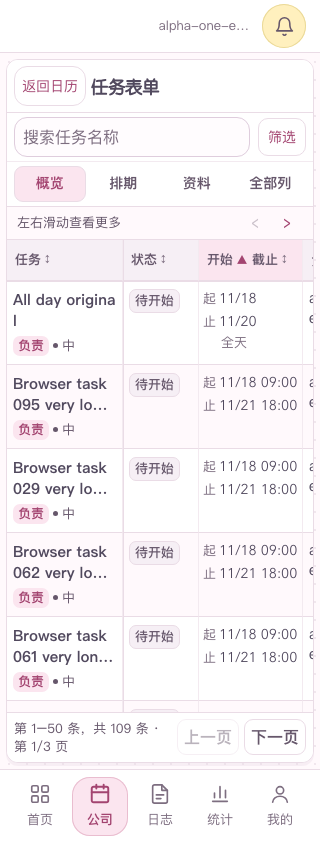 alpha-one-e...
返回日历 任务表单
搜索任务名称 筛选
概览 排期 资料 全部列
左右滑动查看更多 < >
任务 ↕ 状态 ↕ 开始 ▲ 截止 ↕
All day origina
l
负责 • 中
待开始
起 11/18
止 11/20
全天
Browser task
095 very lo...
负责 • 中
待开始
起 11/18 09:00
止 11/21 18:00
Browser task
029 very lo...
负责 • 中
待开始
起 11/18 09:00
止 11/21 18:00
Browser task
062 very lo...
负责 • 中
待开始
起 11/18 09:00
止 11/21 18:00
Browser task
061 very lon...
负责 • 中
待开始
起 11/18 09:00
止 11/21 18:00
第 1–50 条，共 109 条 ·
第 1/3 页
上一页 下一页
首页 公司 日志 统计 我的